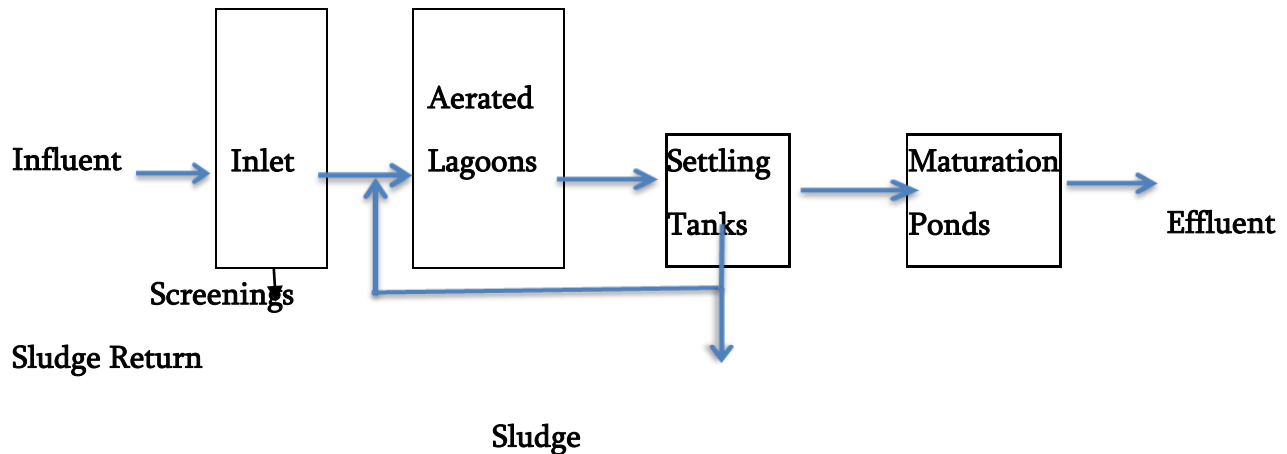 Aerated
Influent Inlet Lagoons Settling Maturation
Tanks Ponds Effluent
Screenings
Sludge Return
Sludge